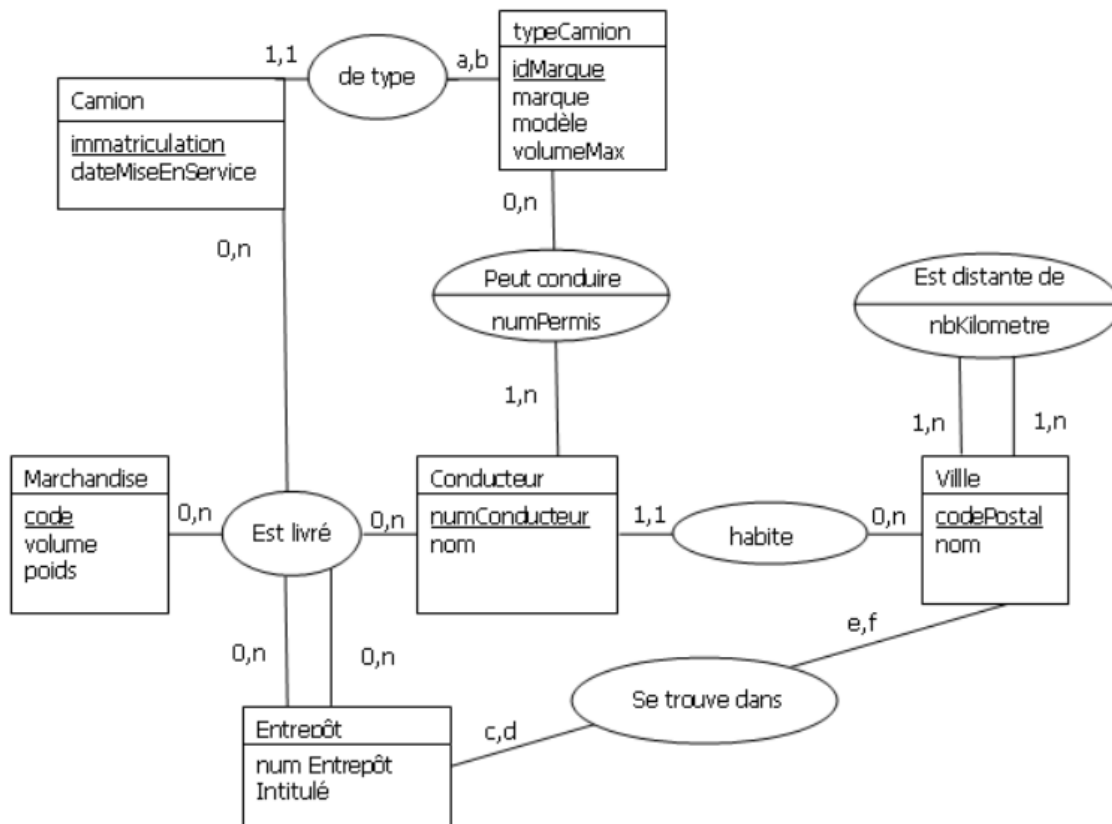 typeCamion
idMarque
marque
modèle
volumeMax
1,1
de type
a,b
Camion
immatriculation
dateMiseEnService
0,n
0,n
Peut conduire
numPermis
Est distante de
nbKilometre
1,n
1,n
1,n
Marchandise
code
volume
poids
0,n
Est livré
0,n
Conducteur
numConducteur
nom
1,1
habite
0,n
Villle
codePostal
nom
0,n
0,n
e,f
Se trouve dans
c,d
Entrepôt
num Entrepôt
Intitulé